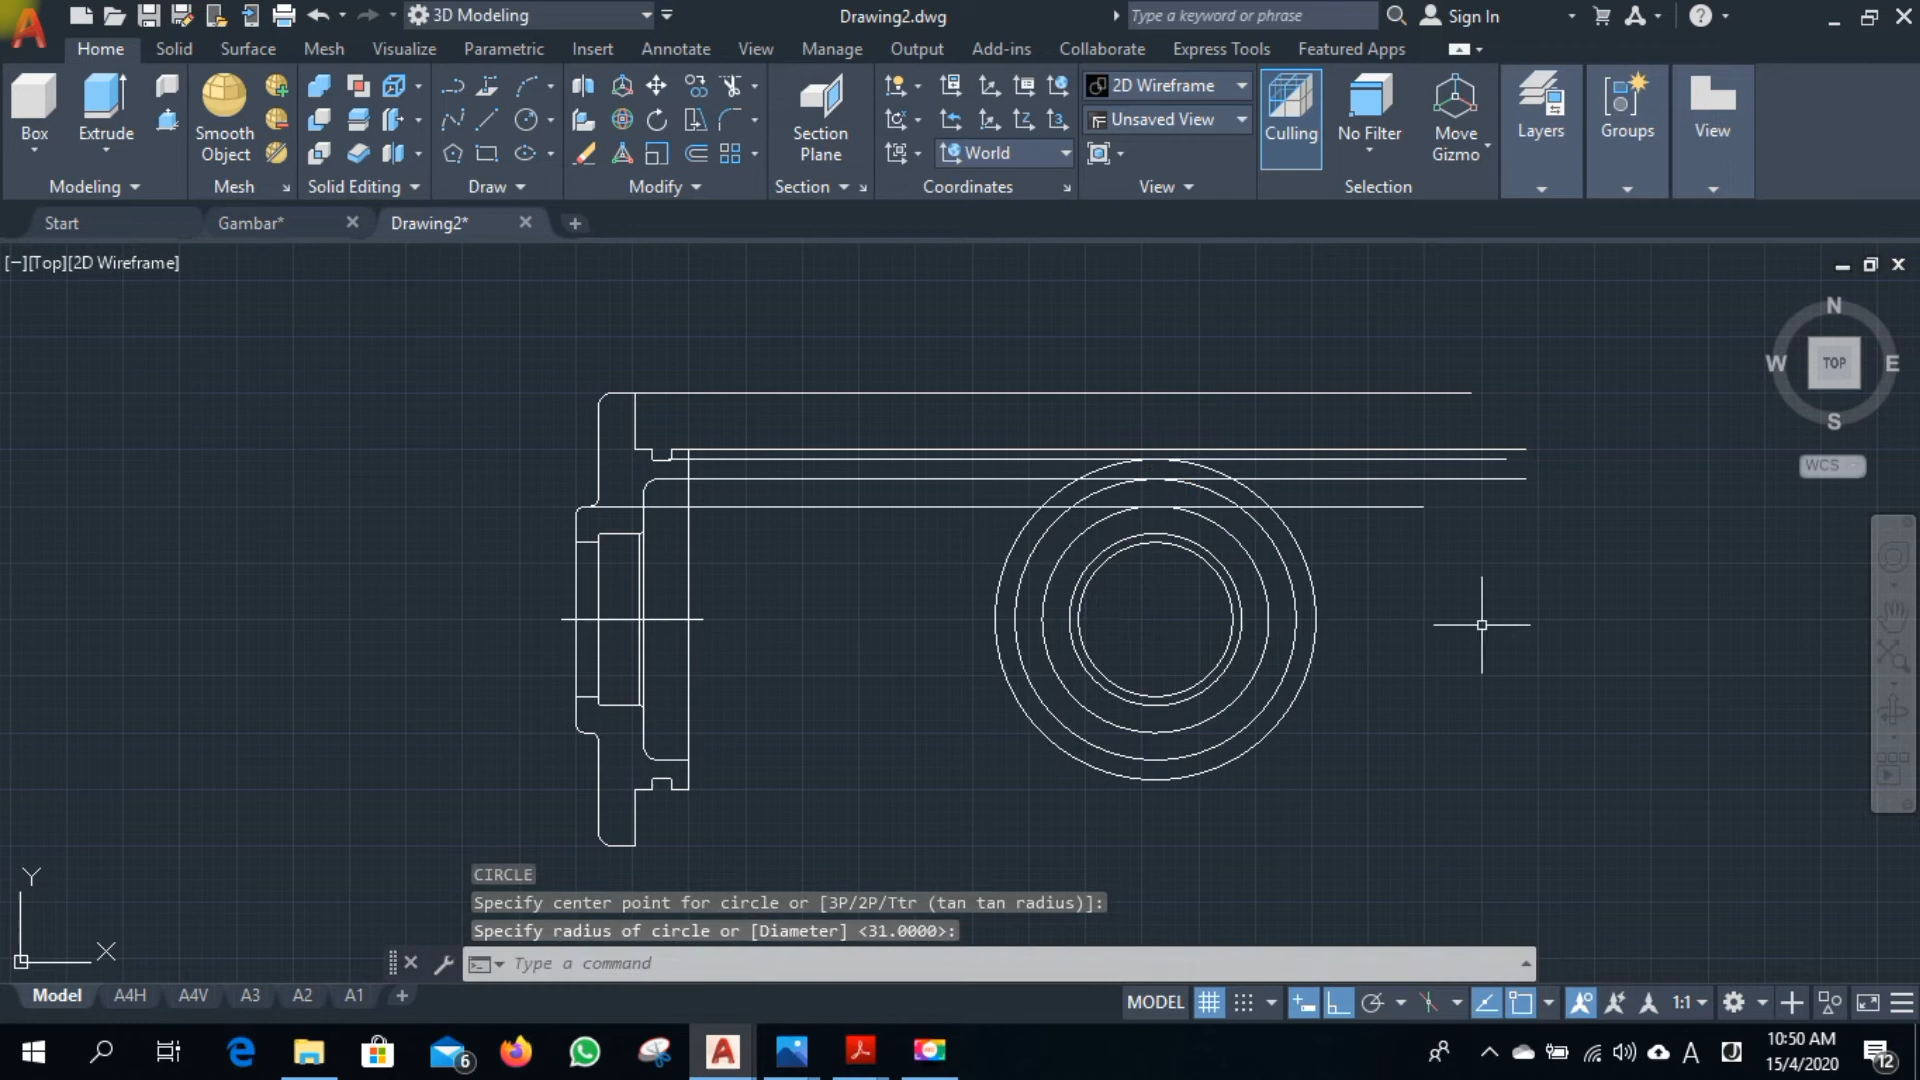 3D Modeling
Drawing2.dwg
Type a keyword or phrase
Sign In
Home Solid Surface Mesh Visualize Parametric Insert Annotate View Manage Output Add-ins Collaborate Express Tools Featured Apps
Box
Extrude
Smooth
Object
Section
Plane
World
2D Wireframe
Unsaved View
Culling
No Filter
Move
Gizmo
Layers
Groups
View
Modeling
Mesh
Solid Editing
Draw
Modify
Section
Coordinates
View
Selection
Start
Gambar*
Drawing2*
[−][Top][2D Wireframe]
N
W
TOP
E
S
WCS
Y
X
CIRCLE
Specify center point for circle or [3P/2P/Ttr (tan tan radius)]:
Specify radius of circle or [Diameter] <31.0000>:
Type a command
Model A4H A4V A3 A2 A1
MODEL
1:1
6
A
J
10:50 AM
15/4/2020
12